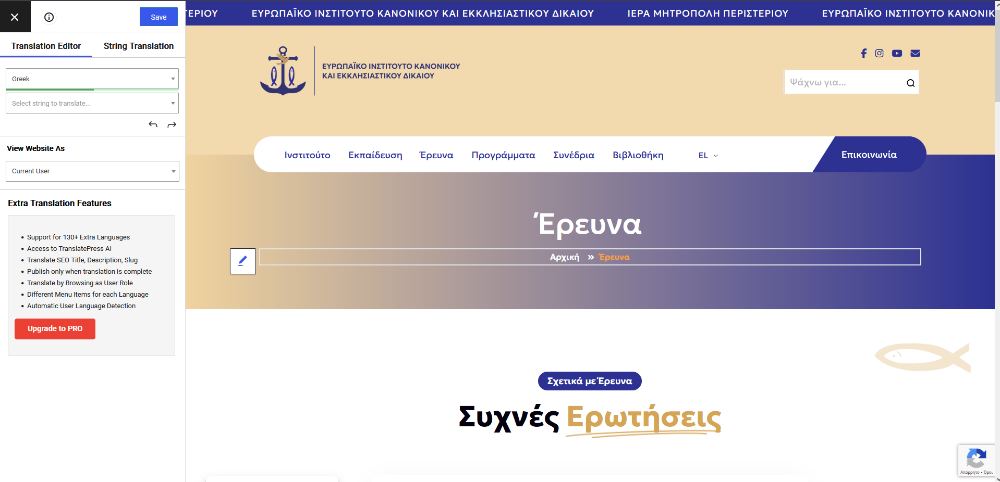 ΤΕΡΙΟΥ ΕΥΡΩΠΑΪΚΟ ΙΝΣΤΙΤΟΥΤΟ ΚΑΝΟΝΙΚΟΥ ΚΑΙ ΕΚΚΛΗΣΙΑΣΤΙΚΟΥ ΔΙΚΑΙΟΥ ΙΕΡΑ ΜΗΤΡΟΠΟΛΗ ΠΕΡΙΣΤΕΡΙΟΥ ΕΥΡΩΠΑΪΚΟ ΙΝΣΤΙΤΟΥΤΟ ΚΑΝΟΝΙΚ
Save
Translation Editor String Translation
Greek
Select string to translate...
View Website As
Current User
Extra Translation Features
• Support for 130+ Extra Languages
• Access to TranslatePress AI
• Translate SEO Title, Description, Slug
• Publish only when translation is complete
• Translate by Browsing as User Role
• Different Menu Items for each Language
• Automatic User Language Detection
Upgrade to PRO
ΕΥΡΩΠΑΪΚΟ ΙΝΣΤΙΤΟΥΤΟ ΚΑΝΟΝΙΚΟΥ
ΚΑΙ ΕΚΚΛΗΣΙΑΣΤΙΚΟΥ ΔΙΚΑΙΟΥ
Ψάχνω για...
Ινστιτούτο Εκπαίδευση Έρευνα Προγράμματα Συνέδρια Βιβλιοθήκη EL Επικοινωνία
Έρευνα
Αρχική » Έρευνα
Σχετικά με Έρευνα
Συχνές Ερωτήσεις
Απόρρητο - Όροι